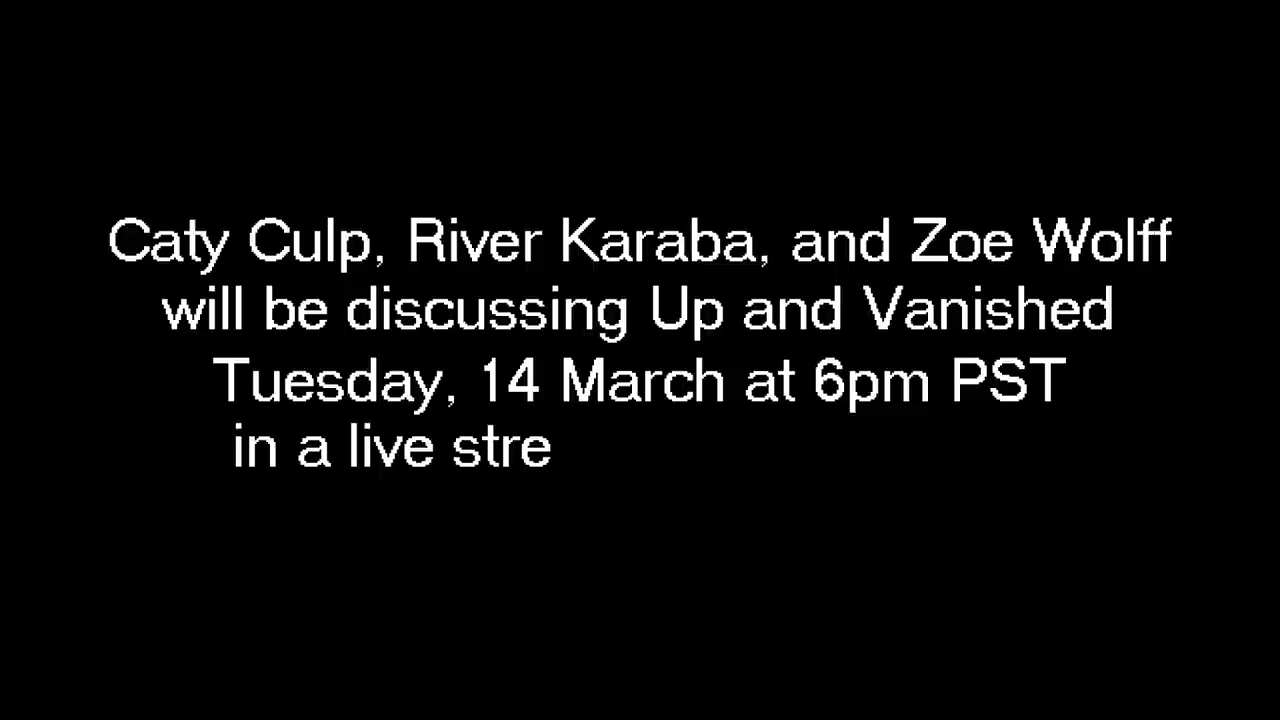 Caty Culp, River Karaba, and Zoe Wolff
will be discussing Up and Vanished
Tuesday, 14 March at 6pm PST
in a live stre